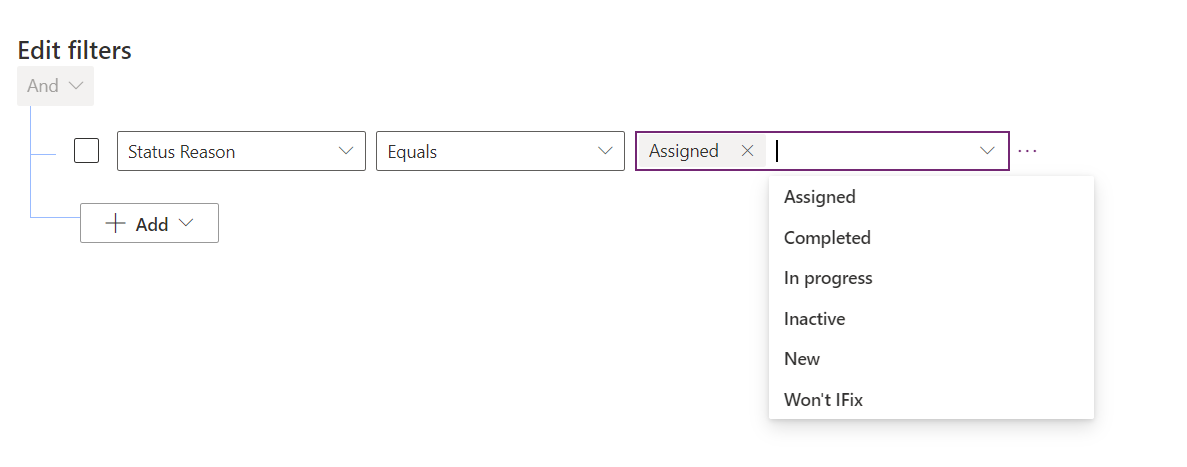 Edit filters
And
Status Reason Equals Assigned
Add
Assigned
Completed
In progress
Inactive
New
Won't IFix